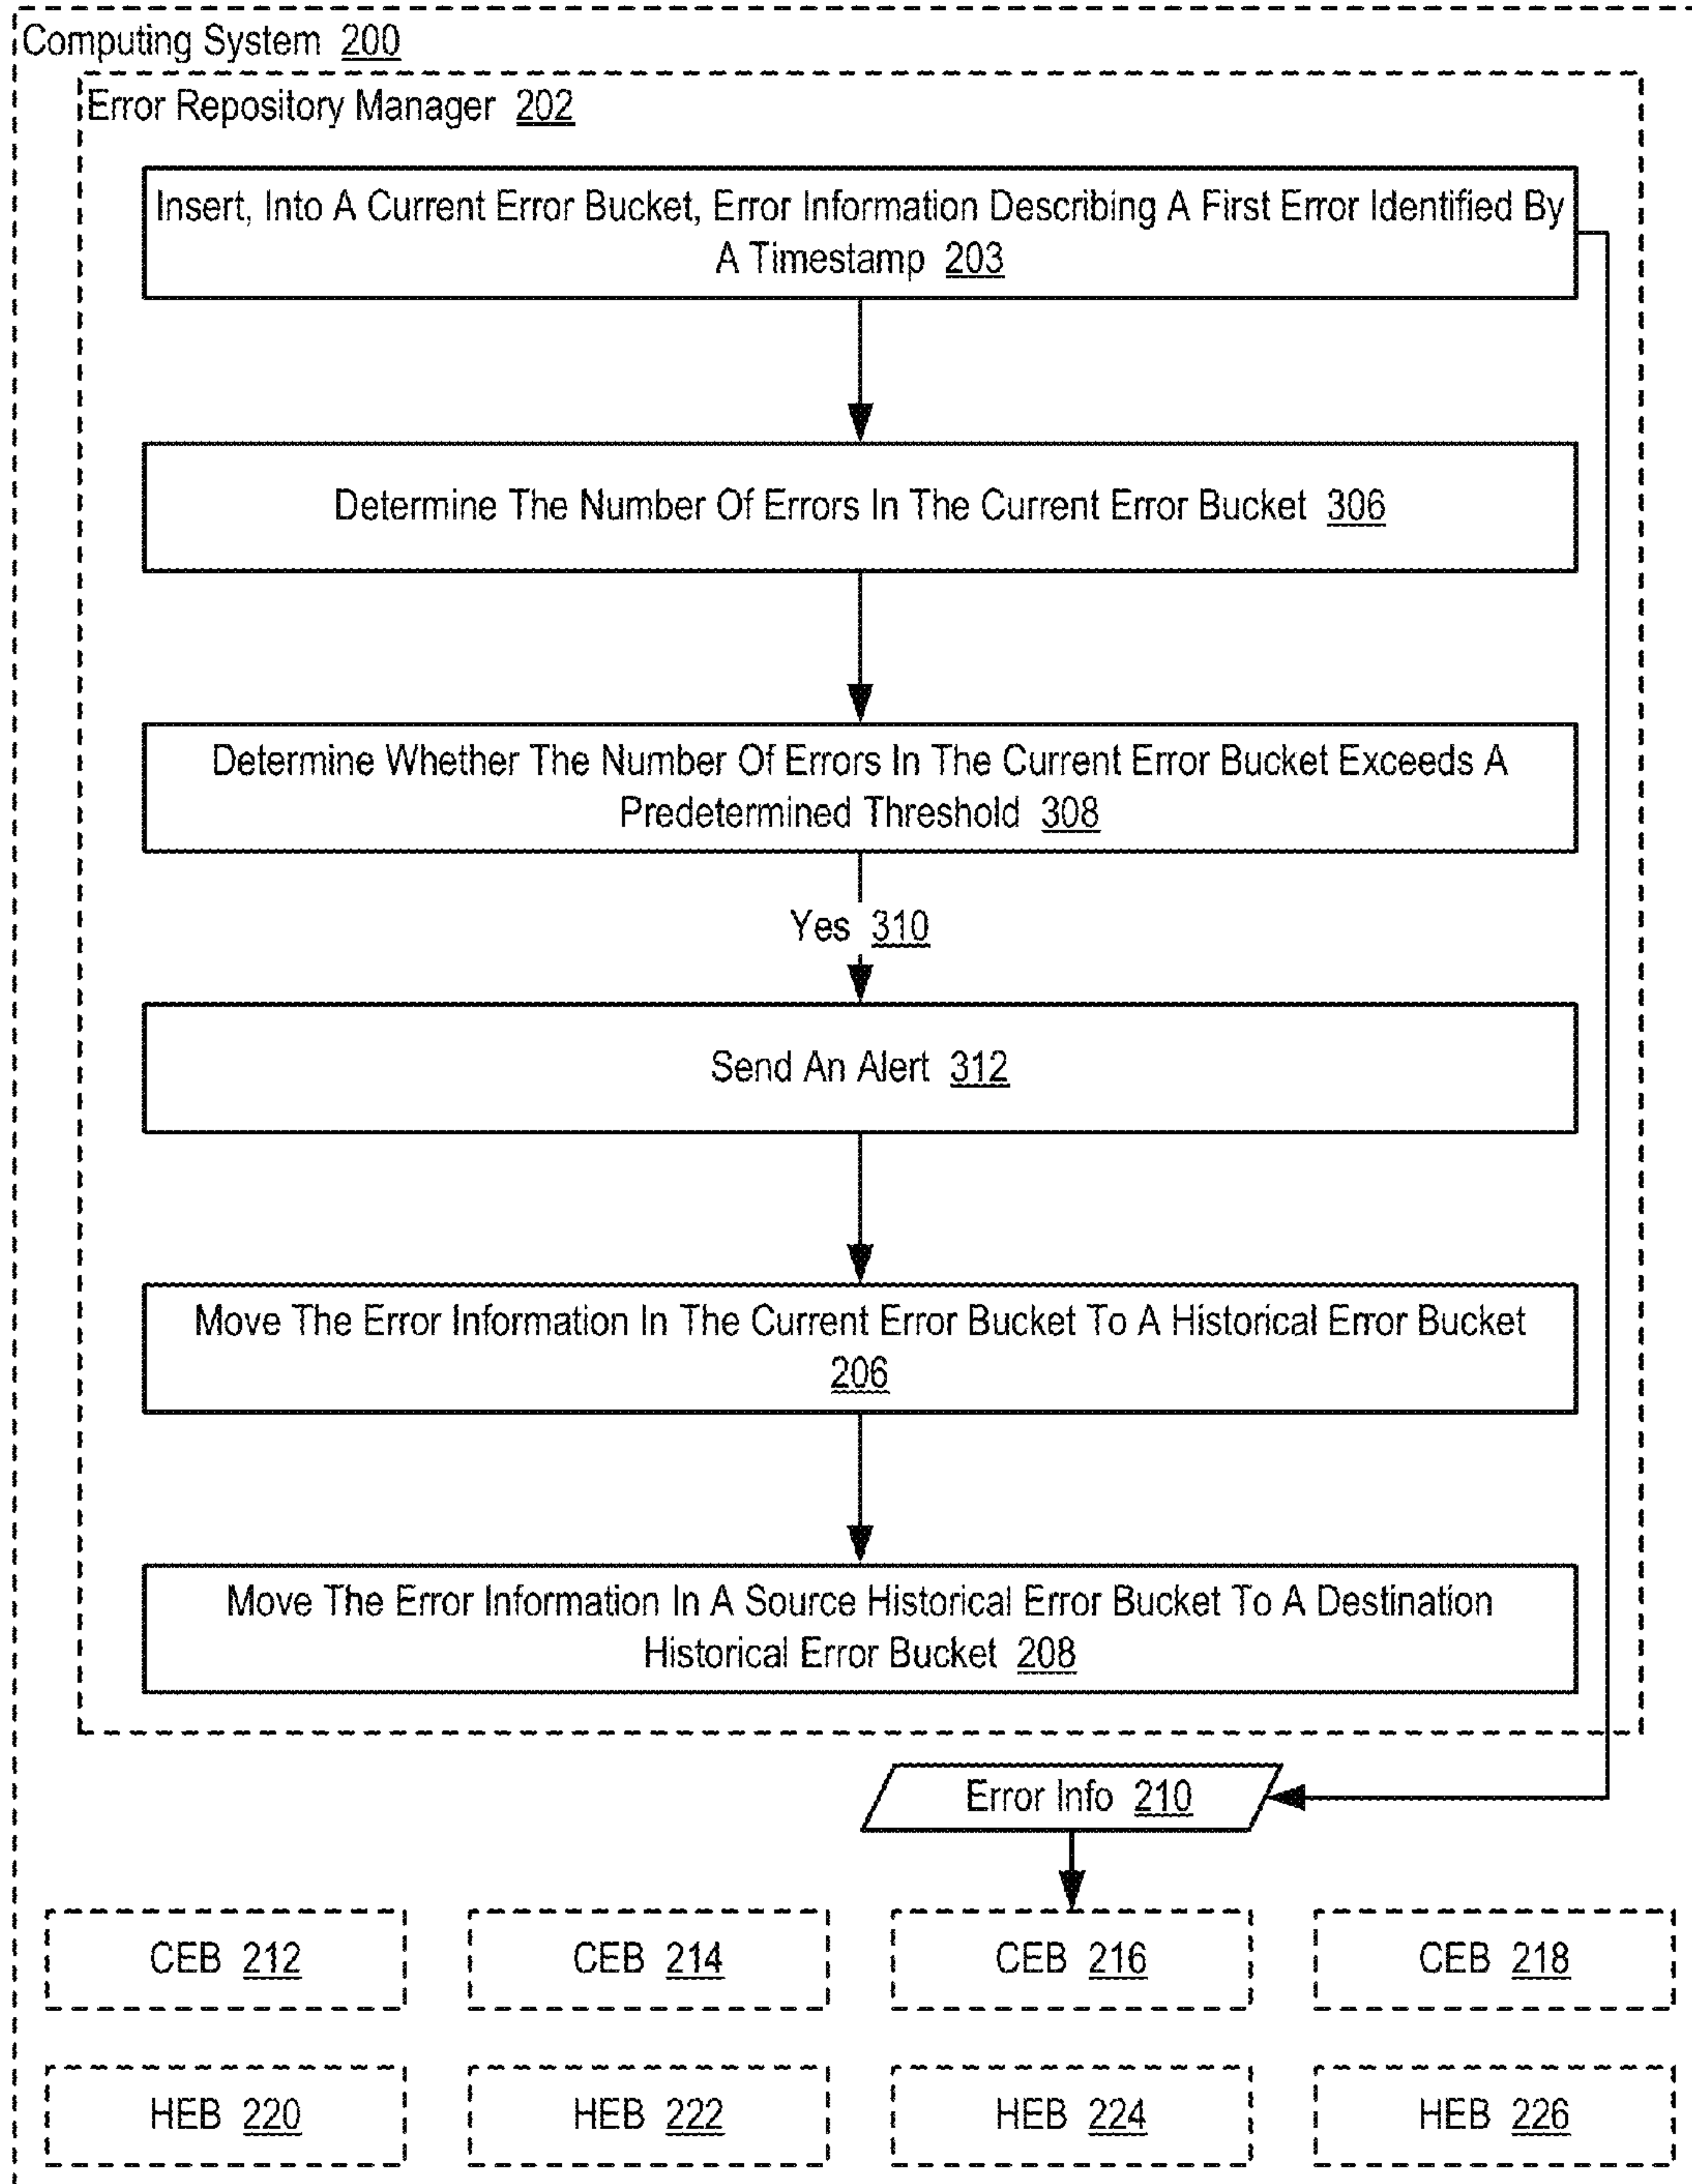 Computing System 200
Error Repository Manager 202
Insert, Into A Current Error Bucket, Error Information Describing A First Error Identified By
A Timestamp 203
Determine The Number Of Errors In The Current Error Bucket 306
Determine Whether The Number Of Errors In The Current Error Bucket Exceeds A
Predetermined Threshold 308
Yes 310
Send An Alert 312
Move The Error Information In The Current Error Bucket To A Historical Error Bucket
206
Move The Error Information In A Source Historical Error Bucket To A Destination
Historical Error Bucket 208
Error Info 210
CEB 212
CEB 214
CEB 216
CEB 218
HEB 220
HEB 222
HEB 224
HEB 226